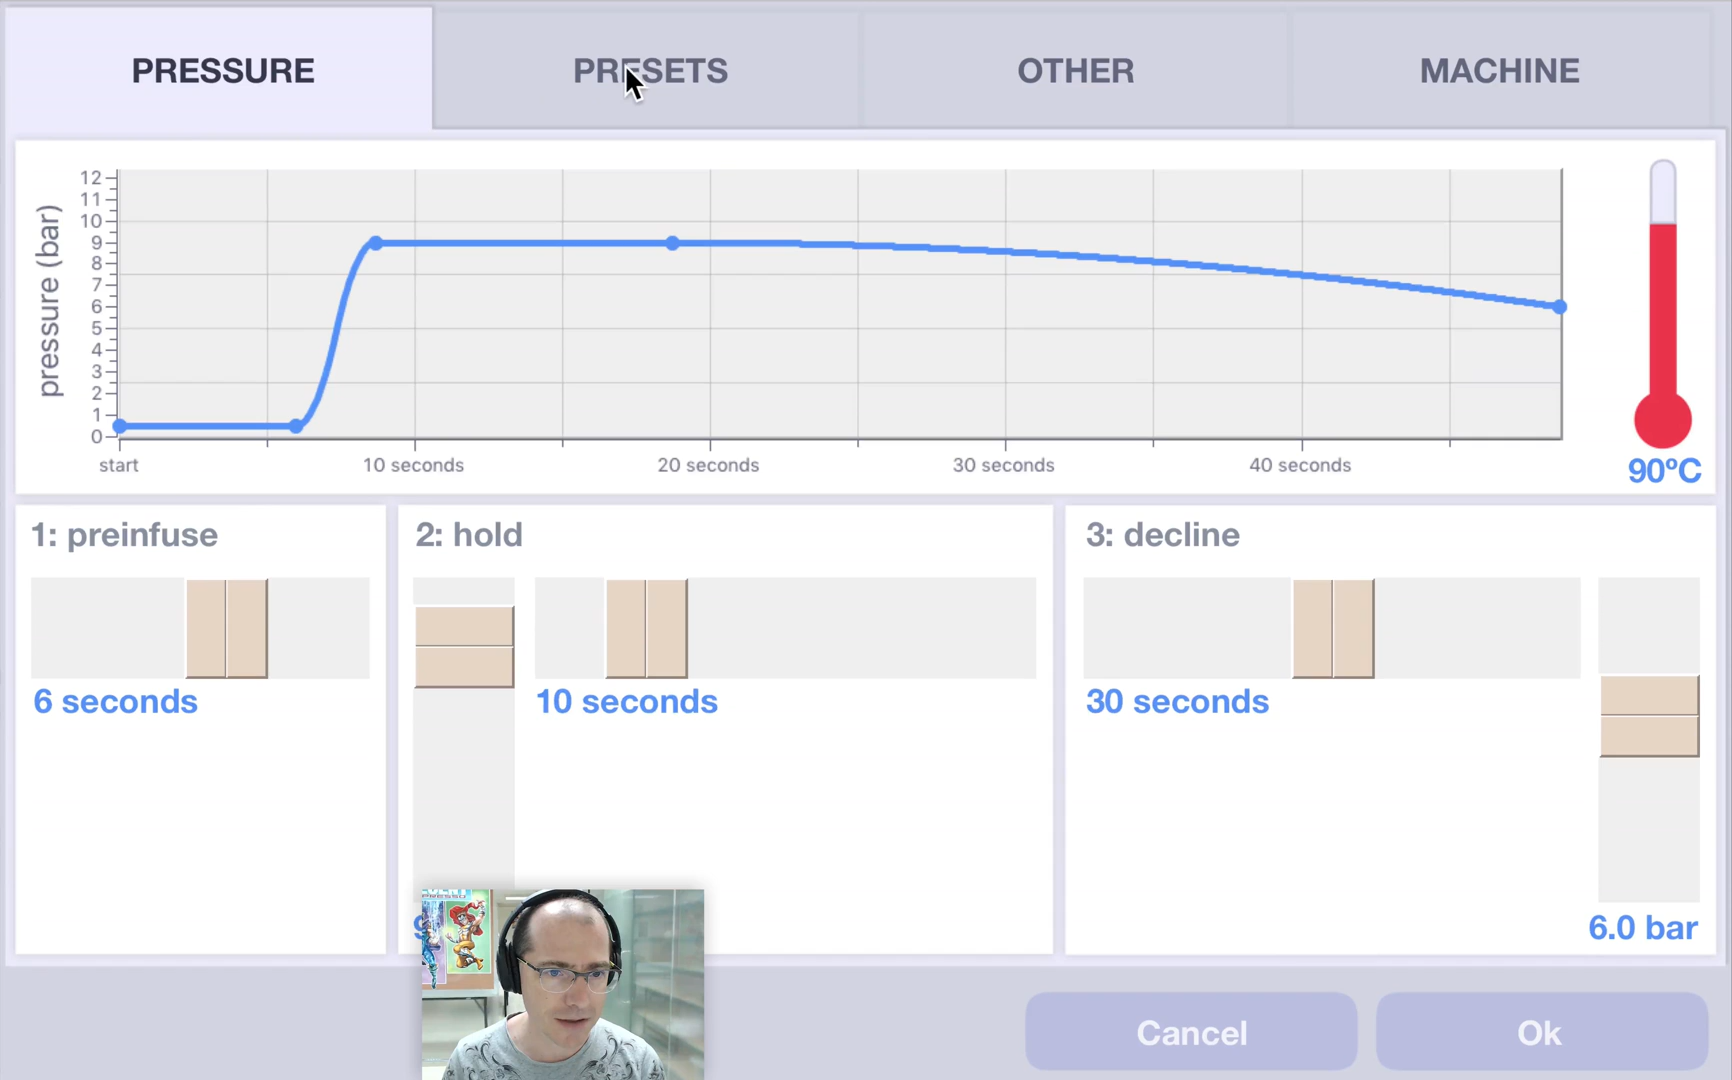 PRESSURE
PRESETS
OTHER
MACHINE
pressure (bar)
12
11
10
9
8
7
6
5
4
3
2
1
0
start
10 seconds
20 seconds
30 seconds
40 seconds
90ºC
1: preinfuse
2: hold
3: decline
6 seconds
10 seconds
30 seconds
6.0 bar
Cancel
Ok